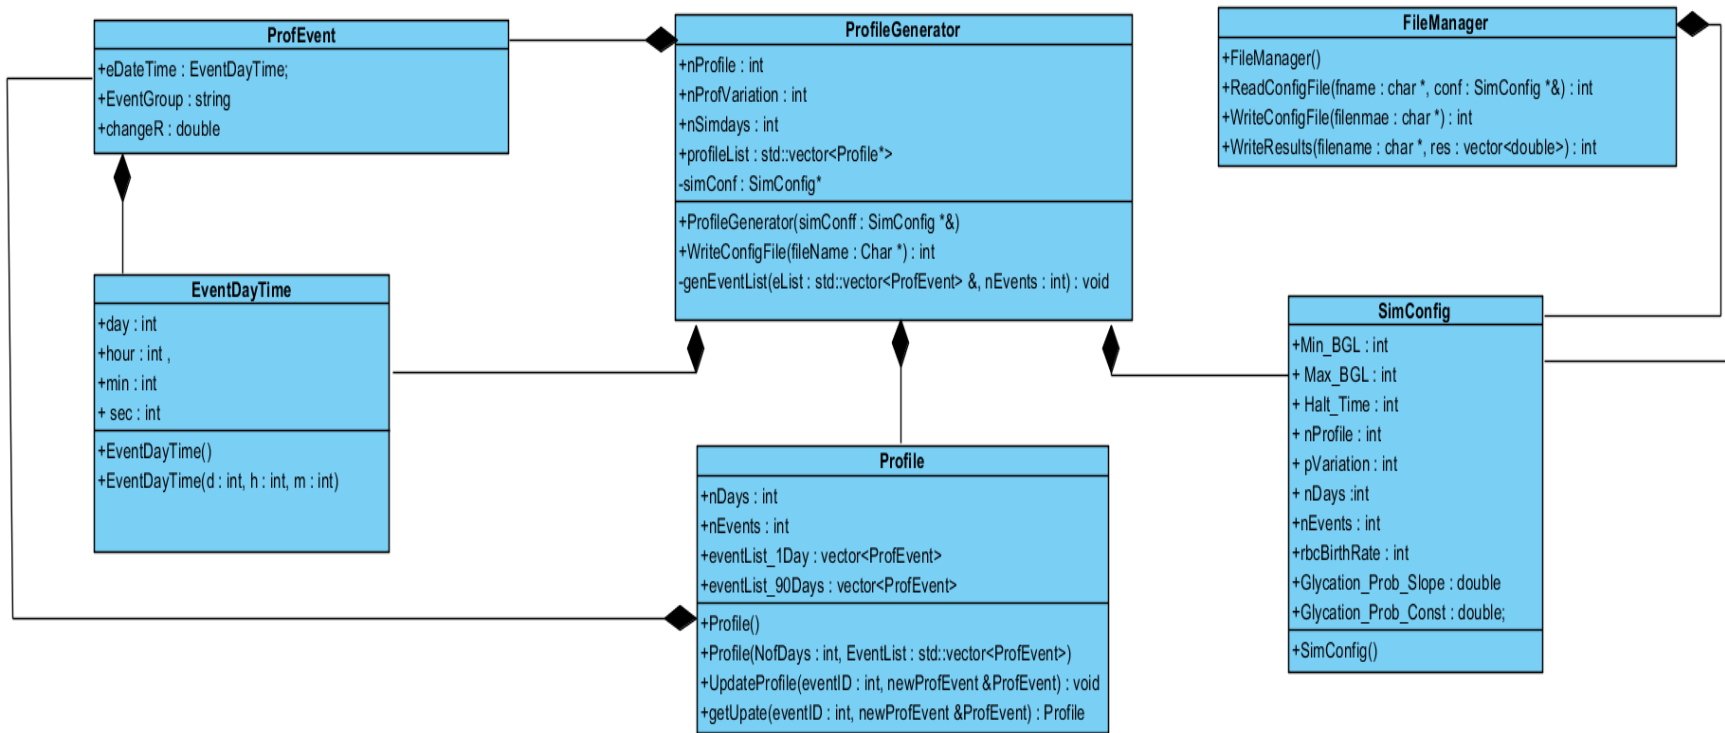 ProfEvent
+eDateTime : EventDayTime;
+EventGroup : string
+changeR : double
ProfileGenerator
+nProfile : int
+nProfVariation : int
+nSimdays : int
+profileList : std::vector<Profile*>
-simConf : SimConfig*
+ProfileGenerator(simConff : SimConfig *&)
+WriteConfigFile(fileName : Char *) : int
-genEventList(eList : std::vector<ProfEvent> &, nEvents : int) : void
FileManager
+FileManager()
+ReadConfigFile(fname : char *, conf : SimConfig *&) : int
+WriteConfigFile(filenmae : char *) : int
+WriteResults(filename : char *, res : vector<double>) : int
EventDayTime
+day : int
+hour : int ,
+min : int
+ sec : int
+EventDayTime()
+EventDayTime(d : int, h : int, m : int)
Profile
+nDays : int
+nEvents : int
+eventList_1Day : vector<ProfEvent>
+eventList_90Days : vector<ProfEvent>
+Profile()
+Profile(NofDays : int, EventList : std::vector<ProfEvent>)
+UpdateProfile(eventID : int, newProfEvent &ProfEvent) : void
+getUpate(eventID : int, newProfEvent &ProfEvent) : Profile
SimConfig
+Min_BGL : int
+ Max_BGL : int
+ Halt_Time : int
+ nProfile : int
+ pVariation : int
+ nDays :int
+nEvents : int
+rbcBirthRate : int
+Glycation_Prob_Slope : double
+Glycation_Prob_Const : double;
+SimConfig()